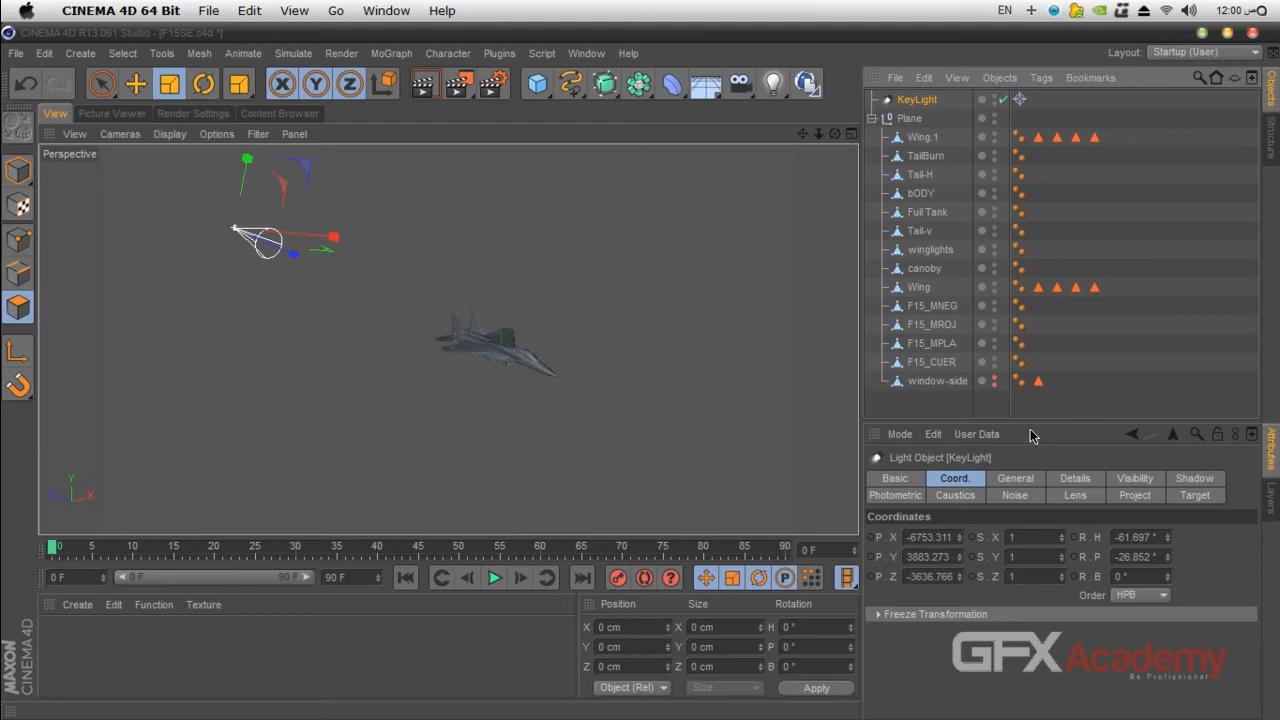 CINEMA 4D 64 Bit File Edit View Go Window Help EN ص 12:00
CINEMA 4D R13.061 Studio - [F15SE.c4d *]
File Edit Create Select Tools Mesh Animate Simulate Render MoGraph Character Plugins Script Window Help Layout: Startup (User)
X Y Z File Edit View Objects Tags Bookmarks
View Picture Viewer Render Settings Content Browser
View Cameras Display Options Filter Panel
Perspective
KeyLight
Plane
Wing.1
TailBurn
Tail-H
bODY
Fuil Tank
Tail-v
winglights
canoby
Wing
F15_MNEG
F15_MROJ
F15_MPLA
F15_CUER
window-side
Objects
Structure
Y
Z X
Mode Edit User Data
Light Object [KeyLight]
Basic Coord. General Details Visibility Shadow
Photometric Caustics Noise Lens Project Target
Coordinates
P . X -6753.311 S . X 1 R . H -61.697 °
P . Y 3883.273 S . Y 1 R . P -26.852 °
P . Z -3636.766 S . Z 1 R . B 0 °
Order HPB
Freeze Transformation
Attributes
Layers
0 5 10 15 20 25 30 35 40 45 50 55 60 65 70 75 80 85 90 0 F
0 F 0 F 90 F 90 F P
Create Edit Function Texture
Position Size Rotation
X 0 cm X 0 cm H 0 °
Y 0 cm Y 0 cm P 0 °
Z 0 cm Z 0 cm B 0 °
Object (Rel) Size Apply
MAXON
CINEMA 4D
GFXAcademy
Be Professional